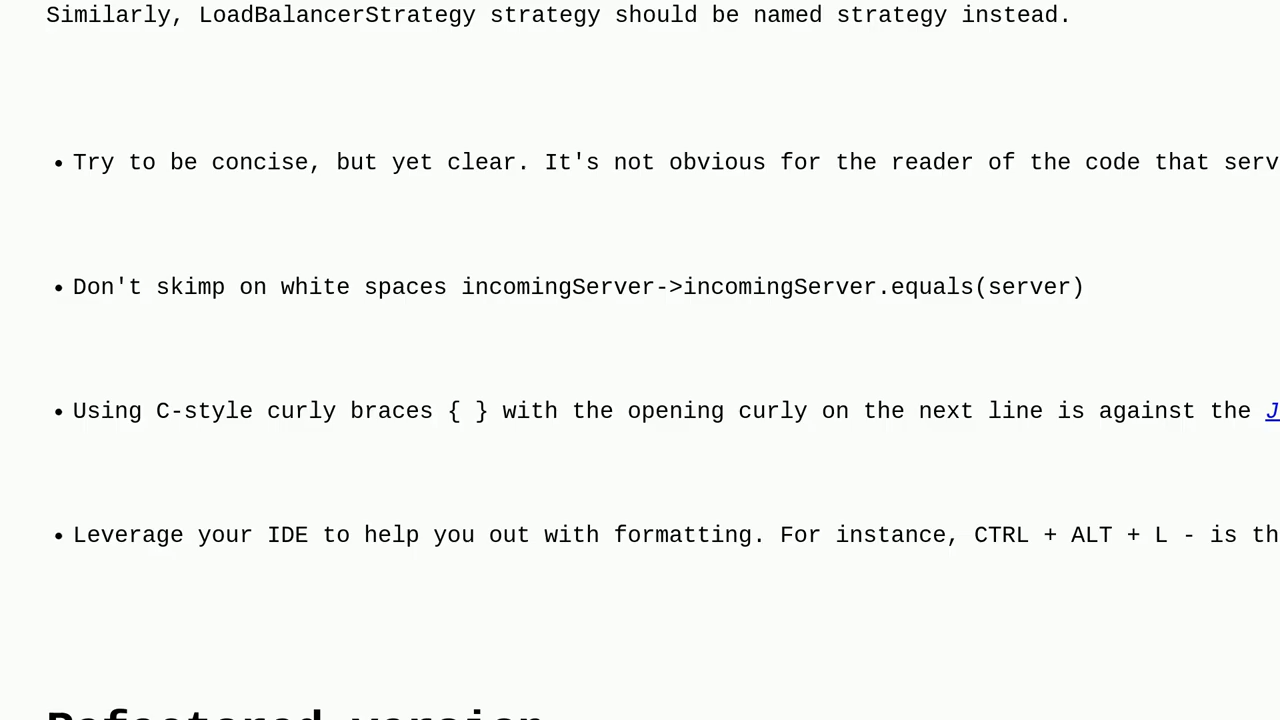 Similarly, LoadBalancerStrategy strategy should be named strategy instead.
• Try to be concise, but yet clear. It's not obvious for the reader of the code that serv
• Don't skimp on white spaces incomingServer->incomingServer.equals(server)
• Using C-style curly braces { } with the opening curly on the next line is against the J
• Leverage your IDE to help you out with formatting. For instance, CTRL + ALT + L - is th
Refactored version